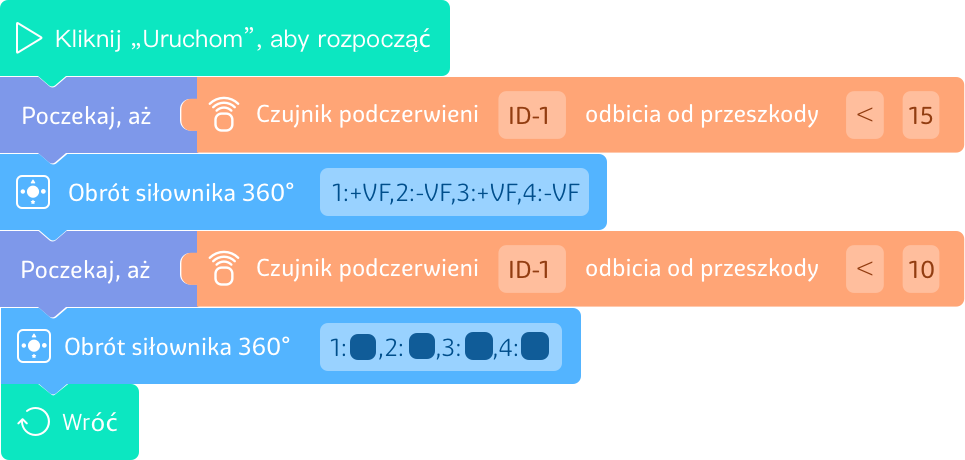 Kliknij „Uruchom”, aby rozpocząć
Poczekaj, aż Czujnik podczerwieni ID-1 odbicia od przeszkody < 15
Obrót siłownika 360° 1:+VF,2:-VF,3:+VF,4:-VF
Poczekaj, aż Czujnik podczerwieni ID-1 odbicia od przeszkody < 10
Obrót siłownika 360° 1: ,2: ,3: ,4:
Wróć